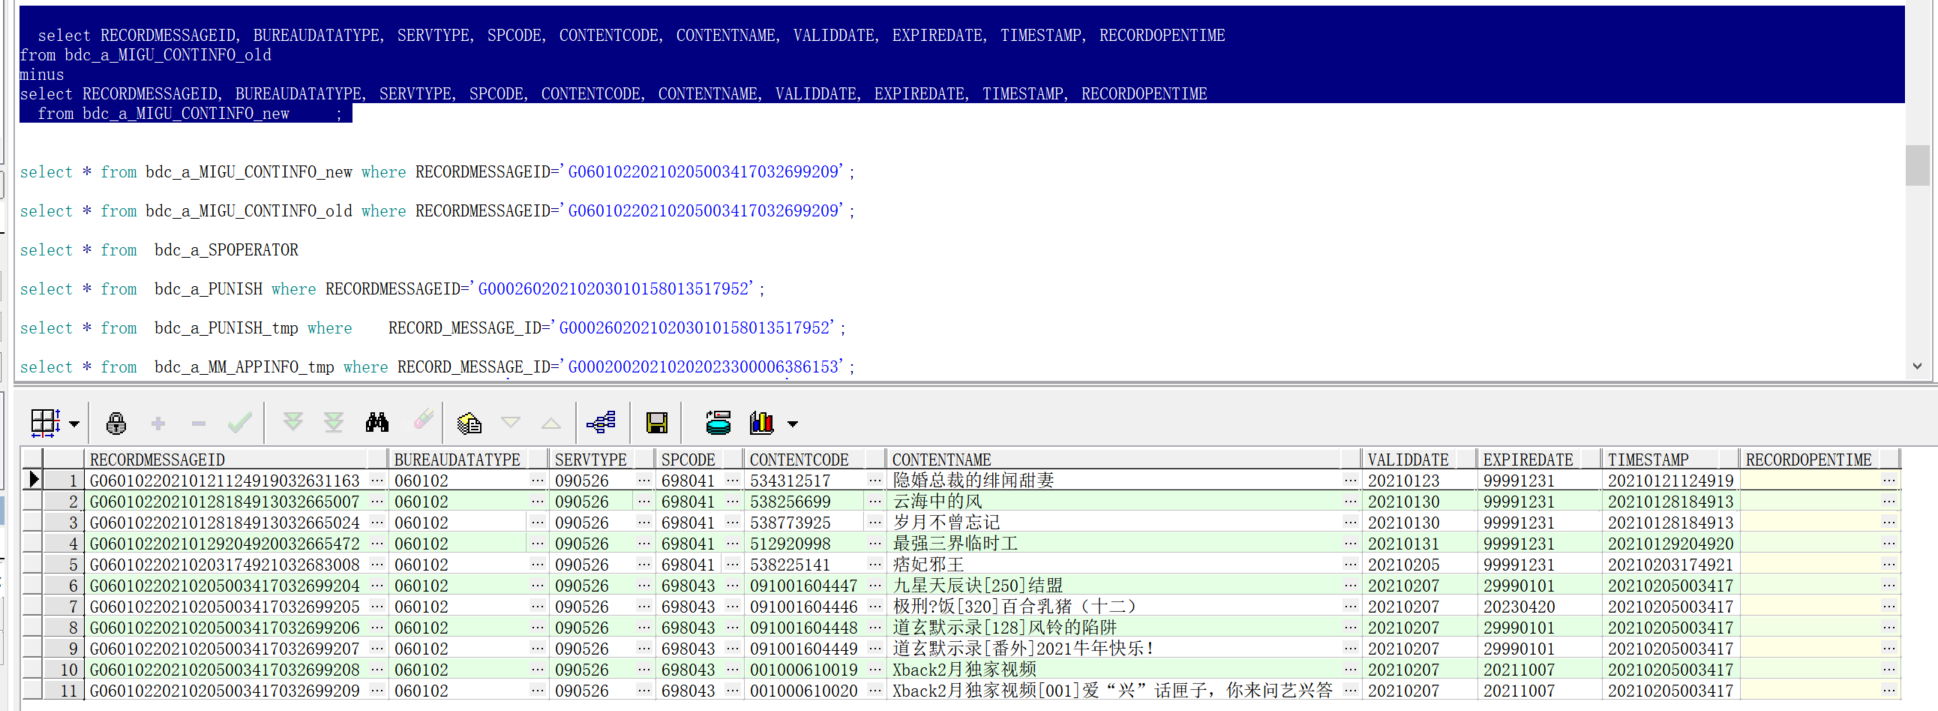 select RECORDMESSAGEID, BUREAUDATATYPE, SERVTYPE, SPCODE, CONTENTCODE, CONTENTNAME, VALIDDATE, EXPIREDATE, TIMESTAMP, RECORDOPENTIME
from bdc_a_MIGU_CONTINFO_old
minus
select RECORDMESSAGEID, BUREAUDATATYPE, SERVTYPE, SPCODE, CONTENTCODE, CONTENTNAME, VALIDDATE, EXPIREDATE, TIMESTAMP, RECORDOPENTIME
from bdc_a_MIGU_CONTINFO_new ;
select * from bdc_a_MIGU_CONTINFO_new where RECORDMESSAGEID='G06010220210205003417032699209';
select * from bdc_a_MIGU_CONTINFO_old where RECORDMESSAGEID='G06010220210205003417032699209';
select * from bdc_a_SPOPERATOR
select * from bdc_a_PUNISH where RECORDMESSAGEID='G00026020210203010158013517952';
select * from bdc_a_PUNISH_tmp where RECORD_MESSAGE_ID='G00026020210203010158013517952';
select * from bdc_a_MM_APPINFO_tmp where RECORD_MESSAGE_ID='G00020020210202023300006386153';
RECORDMESSAGEID BUREAUDATATYPE SERVTYPE SPCODE CONTENTCODE CONTENTNAME VALIDDATE EXPIREDATE TIMESTAMP RECORDOPENTIME
1 G06010220210121124919032631163 ··· 060102 ··· 090526 ··· 698041 ··· 534312517 ··· 隐婚总裁的绯闻甜妻 ··· 20210123 99991231 20210121124919 ···
2 G06010220210128184913032665007 ··· 060102 ··· 090526 ··· 698041 ··· 538256699 ··· 云海中的风 ··· 20210130 99991231 20210128184913 ···
3 G06010220210128184913032665024 ··· 060102 ··· 090526 ··· 698041 ··· 538773925 ··· 岁月不曾忘记 ··· 20210130 99991231 20210128184913 ···
4 G06010220210129204920032665472 ··· 060102 ··· 090526 ··· 698041 ··· 512920998 ··· 最强三界临时工 ··· 20210131 99991231 20210129204920 ···
5 G06010220210203174921032683008 ··· 060102 ··· 090526 ··· 698041 ··· 538225141 ··· 痞妃邪王 ··· 20210205 99991231 20210203174921 ···
6 G06010220210205003417032699204 ··· 060102 ··· 090526 ··· 698043 ··· 091001604447 ··· 九星天辰诀[250]结盟 ··· 20210207 29990101 20210205003417 ···
7 G06010220210205003417032699205 ··· 060102 ··· 090526 ··· 698043 ··· 091001604446 ··· 极刑?饭[320]百合乳猪（十二） ··· 20210207 20230420 20210205003417 ···
8 G06010220210205003417032699206 ··· 060102 ··· 090526 ··· 698043 ··· 091001604448 ··· 道玄默示录[128]风铃的陷阱 ··· 20210207 29990101 20210205003417 ···
9 G06010220210205003417032699207 ··· 060102 ··· 090526 ··· 698043 ··· 091001604449 ··· 道玄默示录[番外]2021牛年快乐！ ··· 20210207 29990101 20210205003417 ···
10 G06010220210205003417032699208 ··· 060102 ··· 090526 ··· 698043 ··· 001000610019 ··· Xback2月独家视频 ··· 20210207 20211007 20210205003417 ···
11 G06010220210205003417032699209 ··· 060102 ··· 090526 ··· 698043 ··· 001000610020 ··· Xback2月独家视频[001]爱“兴”话匣子，你来问艺兴答 ··· 20210207 20211007 20210205003417 ···